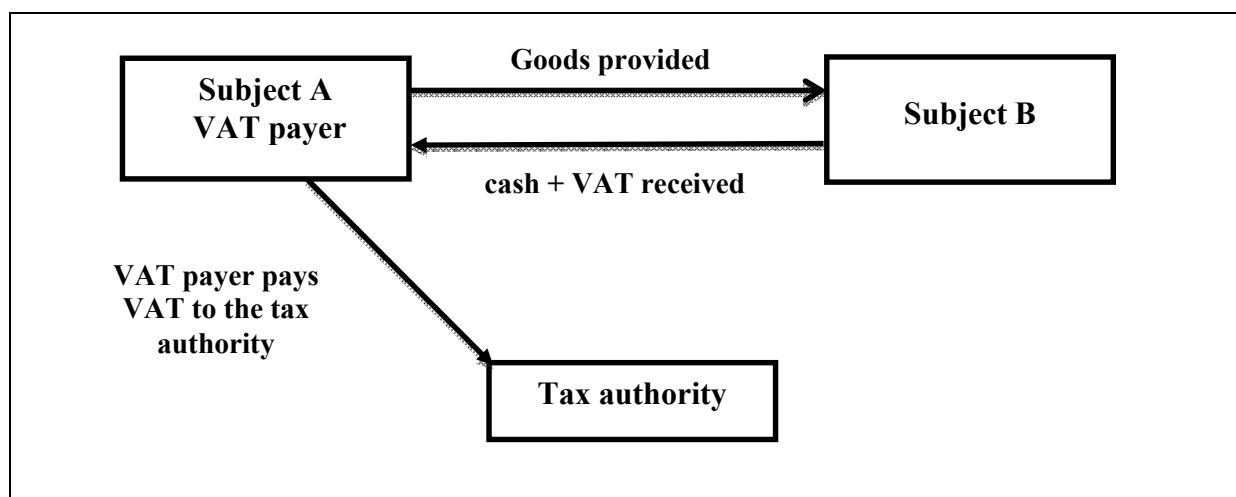 Goods provided
Subject A
VAT payer
Subject B
cash + VAT received
VAT payer pays
VAT to the tax
authority
Tax authority